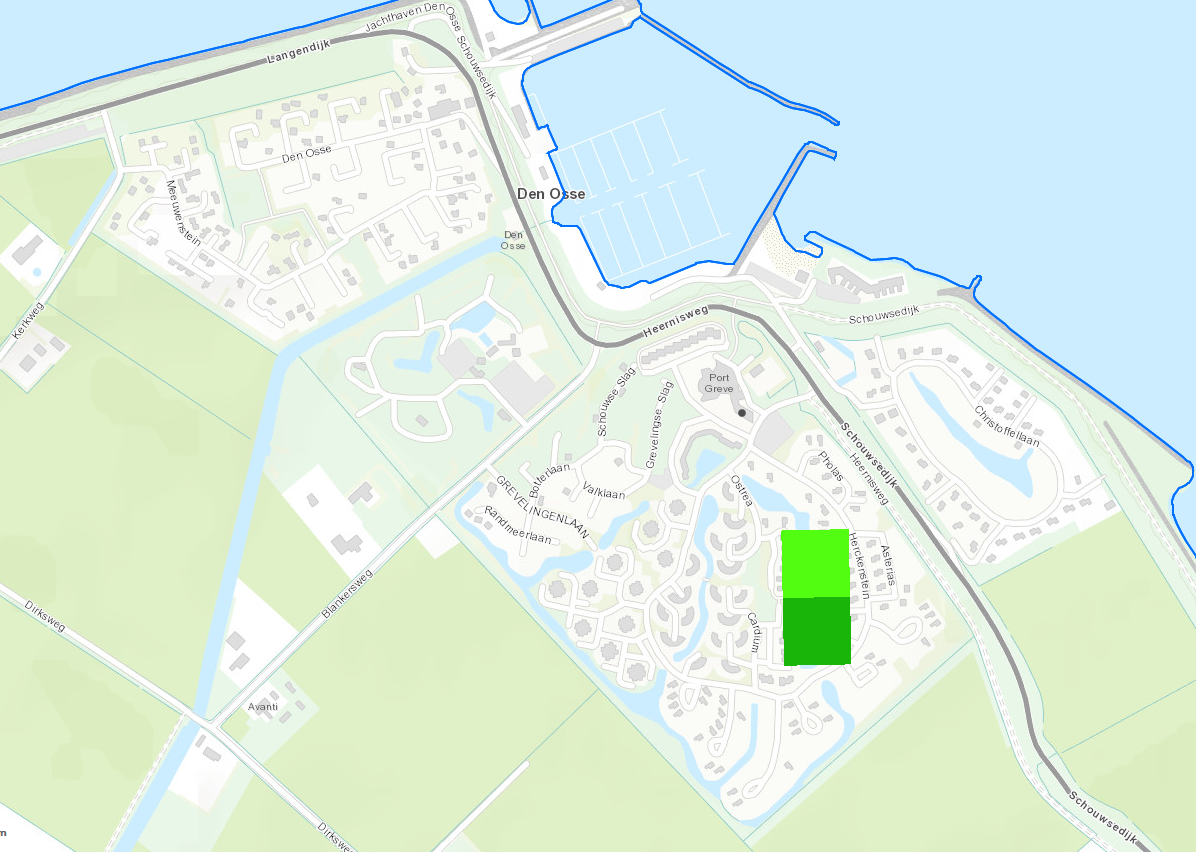 Jachthaven Den Osse
Schouwsedijk
Langendijk
Den Osse
Meeuwenstein
Den Osse
Den
Osse
Kerkweg
Heernisweg
Schouwsedijk
Port
Greve
Schouwse Slag
Grevelingse Slag
Christoffellaan
Schouwsedijk
Heernisweg
Pholas
Botterlaan
Valklaan
Ostrea
GREVELINGENLAAN
Randmeerlaan
Herckenstein
Asterias
Blankersweg
Dirksweg
Cardium
Avanti
Schouwsedijk
Dirksweg